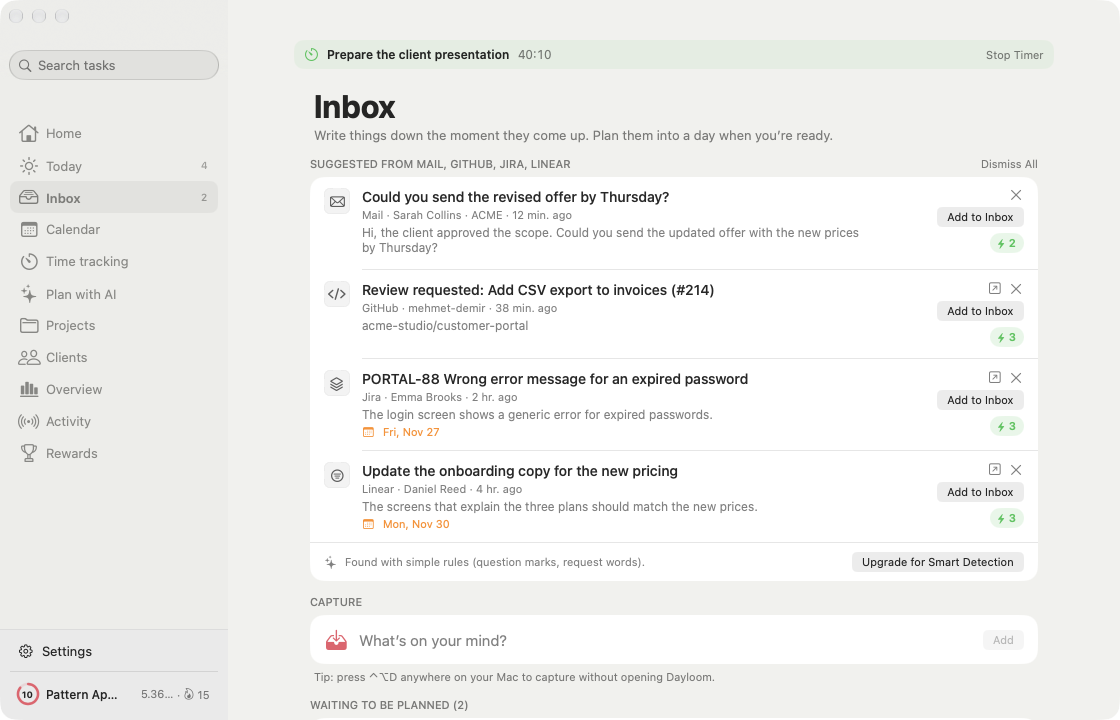 Search tasks
Home
Today 4
Inbox 2
Calendar
Time tracking
Plan with AI
Projects
Clients
Overview
Activity
Rewards
Settings
10 Pattern Ap... 5.36... · 15
Prepare the client presentation 40:10 Stop Timer
Inbox
Write things down the moment they come up. Plan them into a day when you’re ready.
SUGGESTED FROM MAIL, GITHUB, JIRA, LINEAR Dismiss All
Could you send the revised offer by Thursday?
Mail · Sarah Collins · ACME · 12 min. ago
Add to Inbox
Hi, the client approved the scope. Could you send the updated offer with the new prices
by Thursday?
2
Review requested: Add CSV export to invoices (#214)
GitHub · mehmet-demir · 38 min. ago
Add to Inbox
acme-studio/customer-portal
3
PORTAL-88 Wrong error message for an expired password
Jira · Emma Brooks · 2 hr. ago
Add to Inbox
The login screen shows a generic error for expired passwords.
Fri, Nov 27
3
Update the onboarding copy for the new pricing
Linear · Daniel Reed · 4 hr. ago
Add to Inbox
The screens that explain the three plans should match the new prices.
Mon, Nov 30
3
Found with simple rules (question marks, request words). Upgrade for Smart Detection
CAPTURE
What’s on your mind? Add
Tip: press ⌃⌥D anywhere on your Mac to capture without opening Dayloom.
WAITING TO BE PLANNED (2)